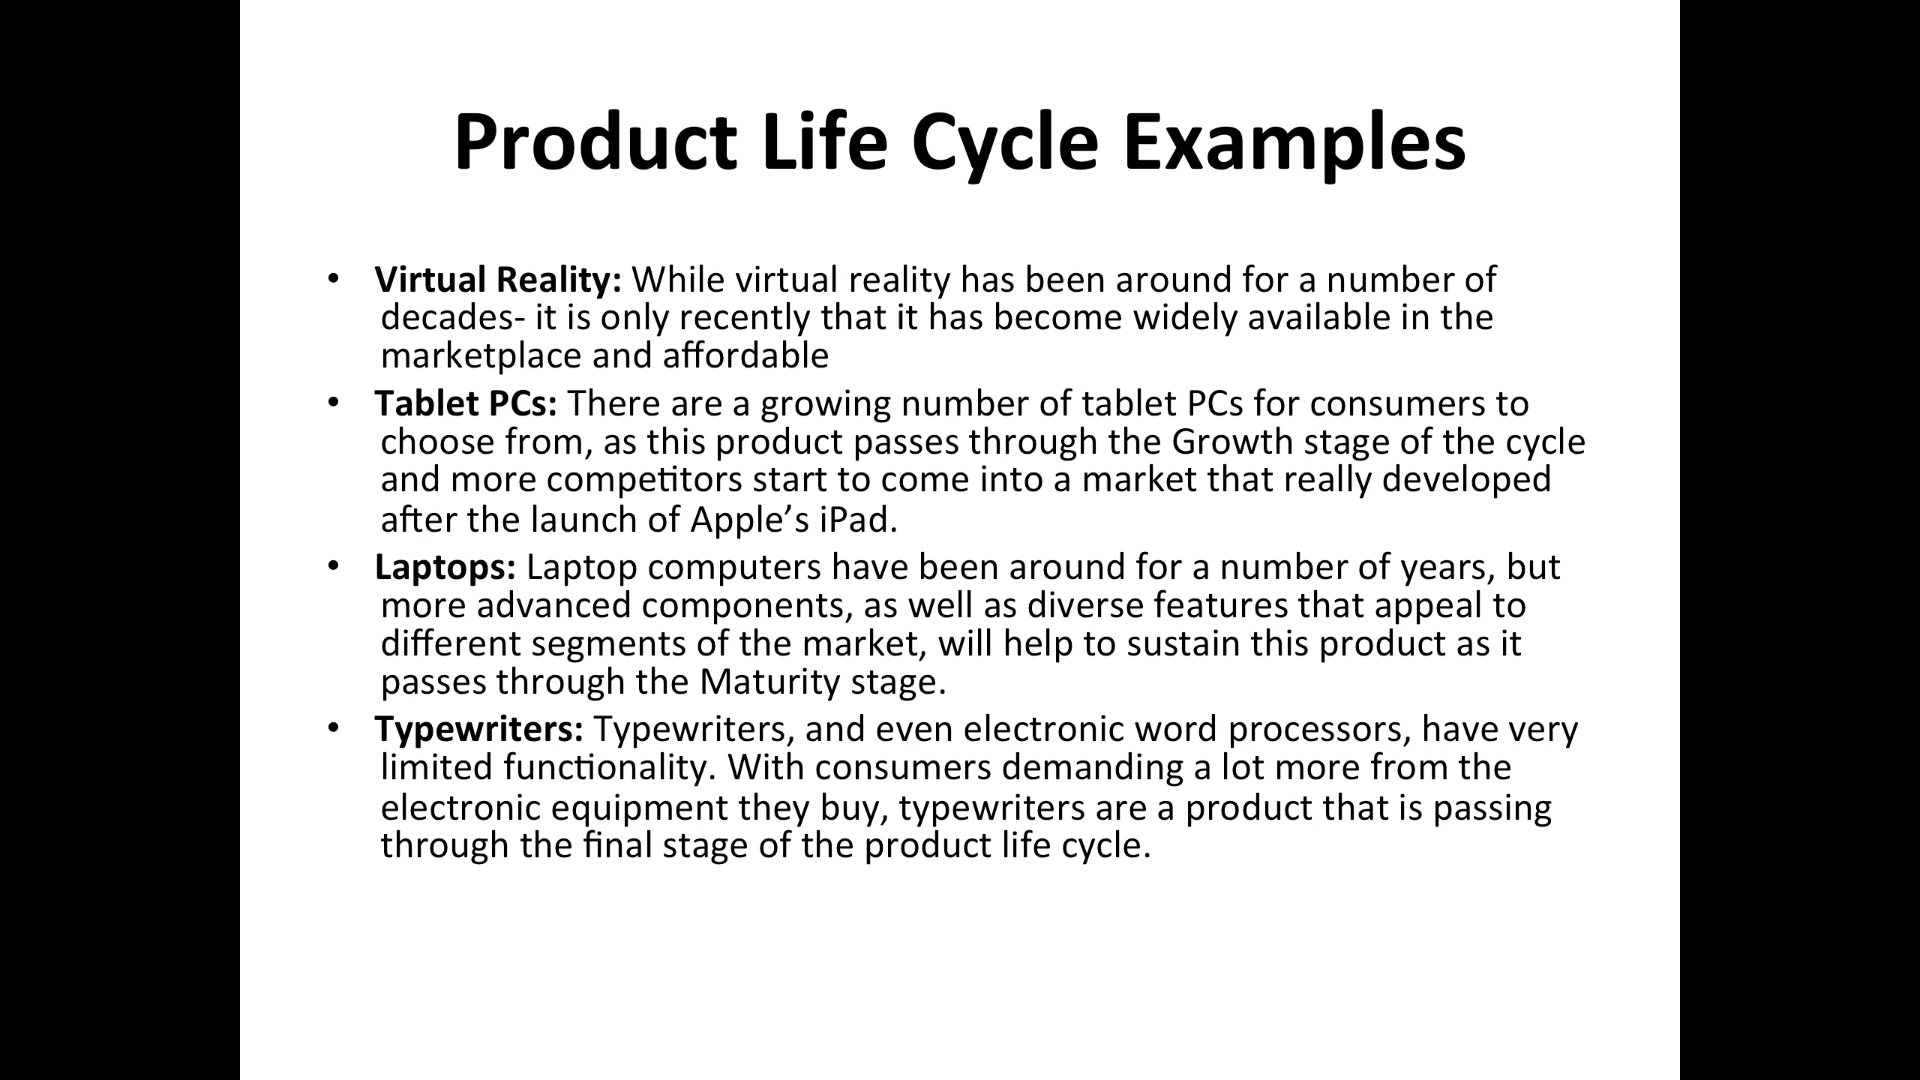 Product Life Cycle Examples
• Virtual Reality: While virtual reality has been around for a number of
decades- it is only recently that it has become widely available in the
marketplace and affordable
• Tablet PCs: There are a growing number of tablet PCs for consumers to
choose from, as this product passes through the Growth stage of the cycle
and more competitors start to come into a market that really developed
after the launch of Apple’s iPad.
• Laptops: Laptop computers have been around for a number of years, but
more advanced components, as well as diverse features that appeal to
different segments of the market, will help to sustain this product as it
passes through the Maturity stage.
• Typewriters: Typewriters, and even electronic word processors, have very
limited functionality. With consumers demanding a lot more from the
electronic equipment they buy, typewriters are a product that is passing
through the final stage of the product life cycle.